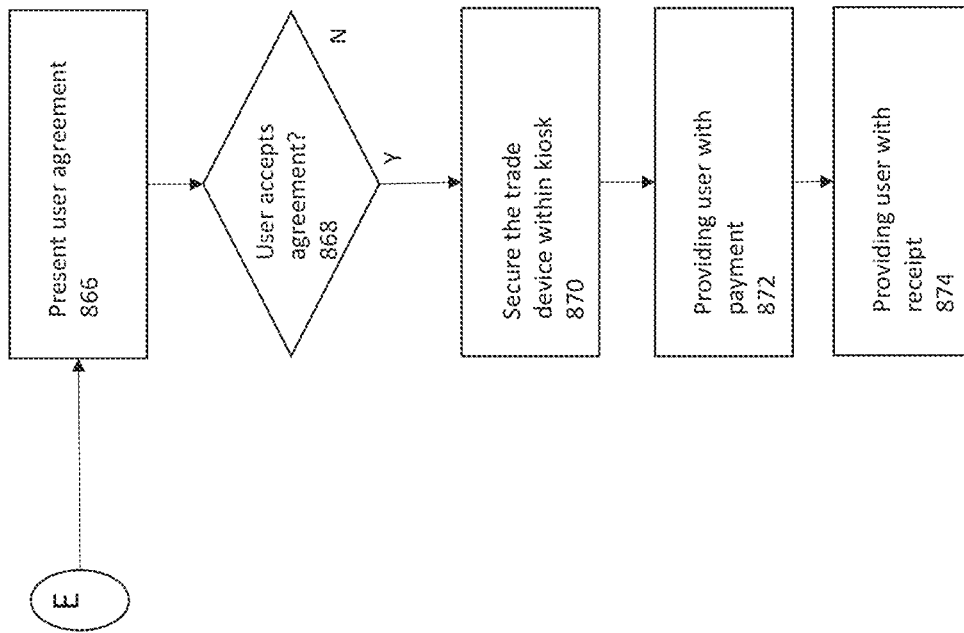 E
Present user agreement
866
User accepts
agreement?
868
N
Y
Secure the trade
device within kiosk
870
Providing user with
payment
872
Providing user with
receipt
874